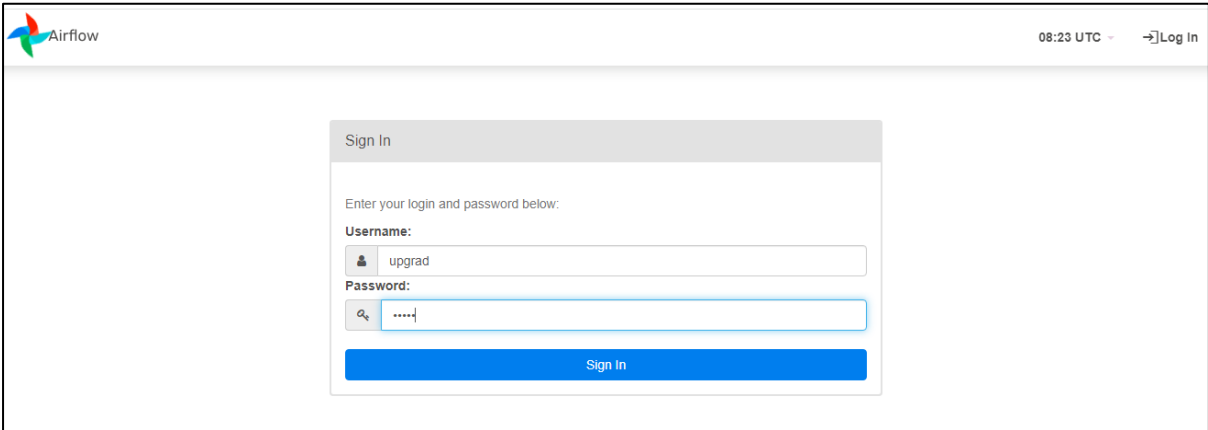 Airflow
08:23 UTC
Log In
Sign In
Enter your login and password below:
Username:
upgrad
Password:
•••••
Sign In